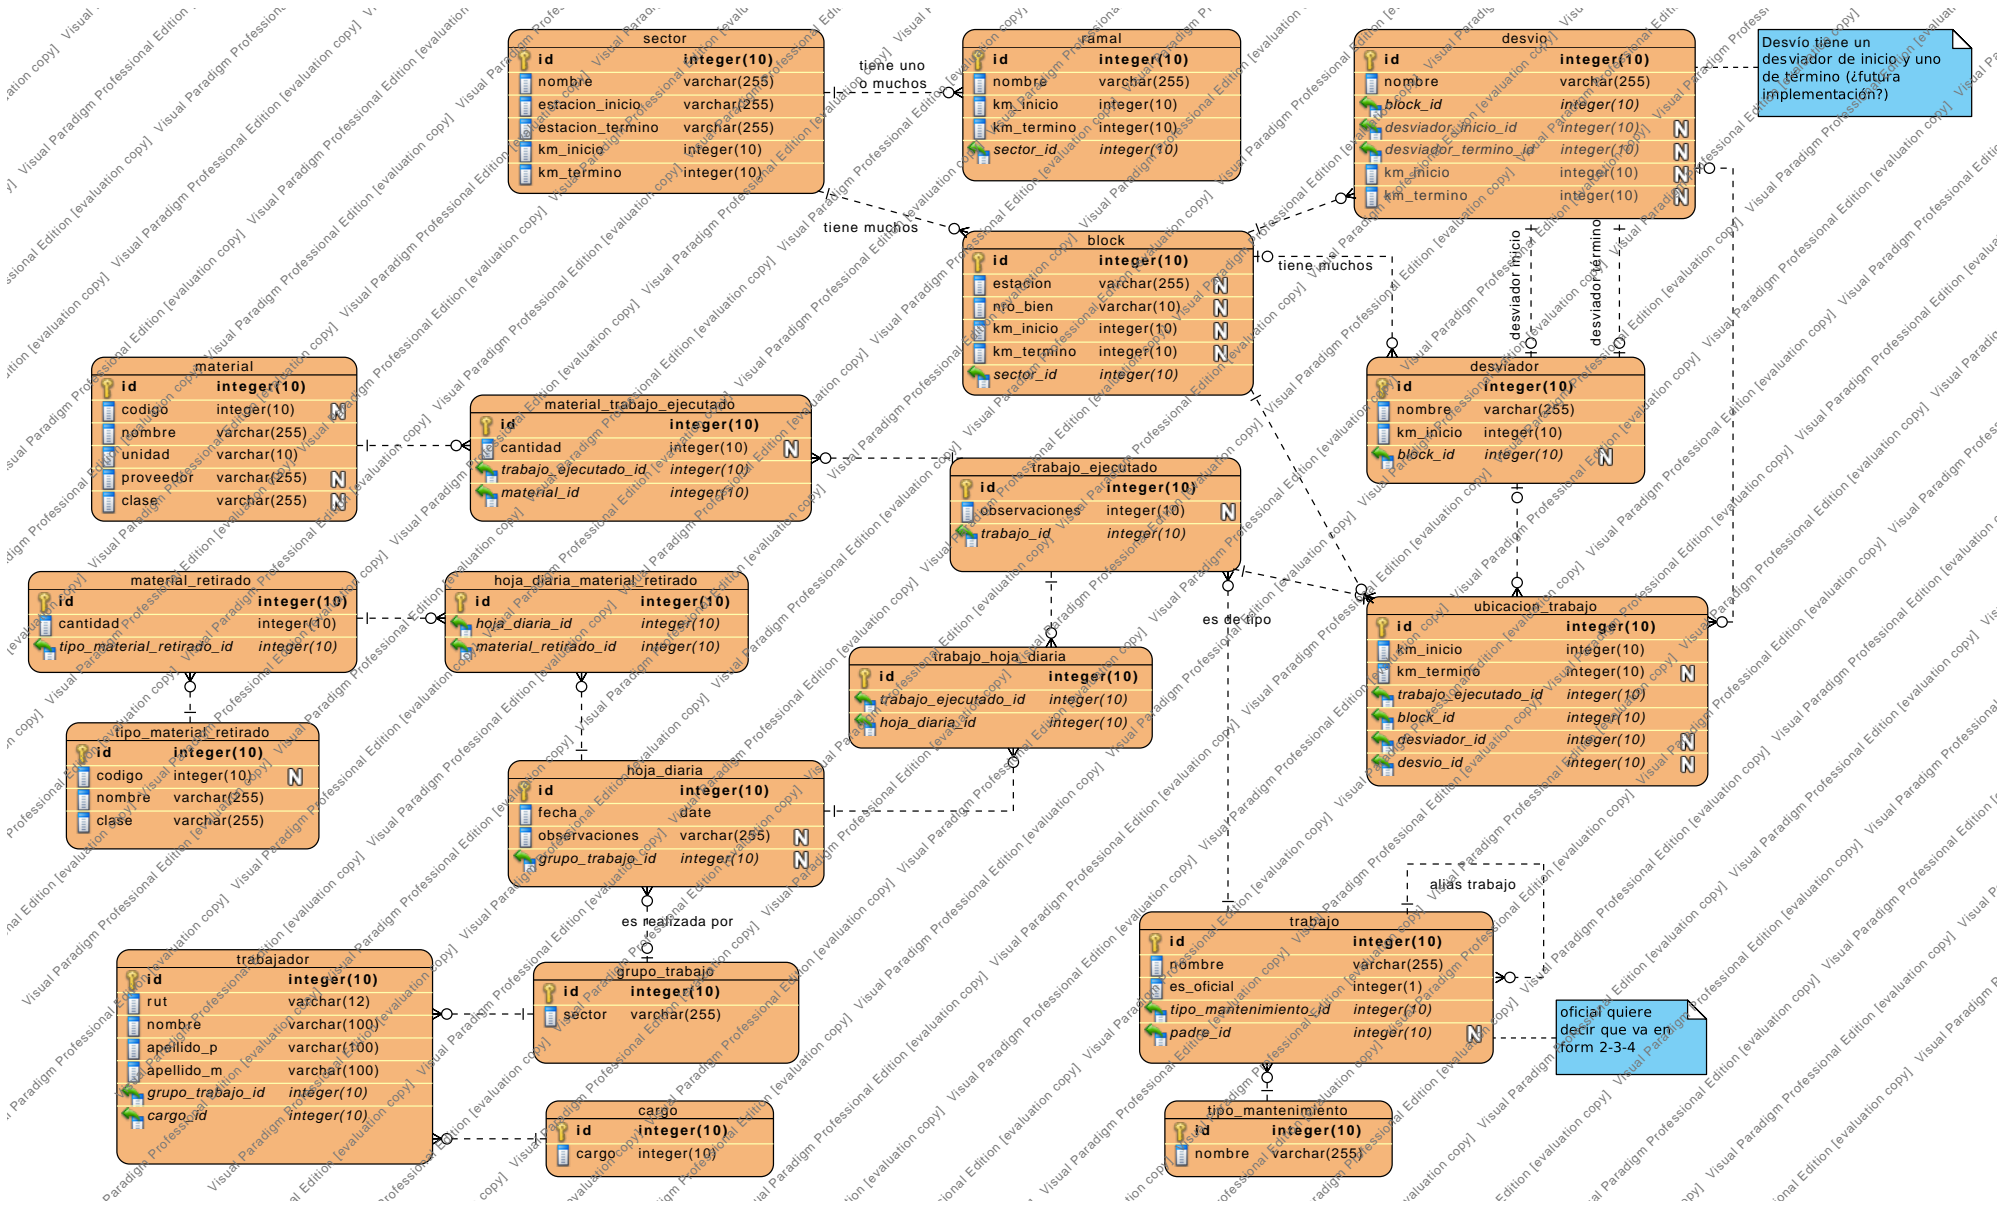 sector
id integer(10)
nombre varchar(255)
estacion_inicio varchar(255)
estacion_termino varchar(255)
km_inicio integer(10)
km_termino integer(10)
tiene uno
o muchos
ramal
id integer(10)
nombre varchar(255)
km_inicio integer(10)
km_termino integer(10)
sector_id integer(10)
desvio
id integer(10)
nombre varchar(255)
block_id integer(10)
desviador_inicio_id integer(10) N
desviador_termino_id integer(10) N
km_inicio integer(10) N
km_termino integer(10) N
Desvío tiene un
desviador de inicio y uno
de término (¿futura
implementación?)
tiene muchos
block
id integer(10)
estacion varchar(255) N
nro_bien varchar(10) N
km_inicio integer(10) N
km_termino integer(10) N
sector_id integer(10)
tiene muchos
desviador inicio
desviador término
desviador
id integer(10)
nombre varchar(255)
km_inicio integer(10)
block_id integer(10) N
material
id integer(10)
codigo integer(10) N
nombre varchar(255)
unidad varchar(10)
proveedor varchar(255) N
clase varchar(255) N
material_trabajo_ejecutado
id integer(10)
cantidad integer(10) N
trabajo_ejecutado_id integer(10)
material_id integer(10)
trabajo_ejecutado
id integer(10)
observaciones integer(10) N
trabajo_id integer(10)
material_retirado
id integer(10)
cantidad integer(10)
tipo_material_retirado_id integer(10)
hoja_diaria_material_retirado
id integer(10)
hoja_diaria_id integer(10)
material_retirado_id integer(10)
es de tipo
ubicacion_trabajo
id integer(10)
km_inicio integer(10)
km_termino integer(10) N
trabajo_ejecutado_id integer(10)
block_id integer(10)
desviador_id integer(10) N
desvio_id integer(10) N
trabajo_hoja_diaria
id integer(10)
trabajo_ejecutado_id integer(10)
hoja_diaria_id integer(10)
tipo_material_retirado
id integer(10)
codigo integer(10) N
nombre varchar(255)
clase varchar(255)
hoja_diaria
id integer(10)
fecha date
observaciones varchar(255) N
grupo_trabajo_id integer(10) N
es realizada por
alias trabajo
trabajo
id integer(10)
nombre varchar(255)
es_oficial integer(1)
tipo_mantenimiento_id integer(10)
padre_id integer(10) N
oficial quiere
decir que va en
form 2-3-4
trabajador
id integer(10)
rut varchar(12)
nombre varchar(100)
apellido_p varchar(100)
apellido_m varchar(100)
grupo_trabajo_id integer(10)
cargo_id integer(10)
grupo_trabajo
id integer(10)
sector varchar(255)
cargo
id integer(10)
cargo integer(10)
tipo_mantenimiento
id integer(10)
nombre varchar(255)
Visual Paradigm Professional Edition [evaluation copy]